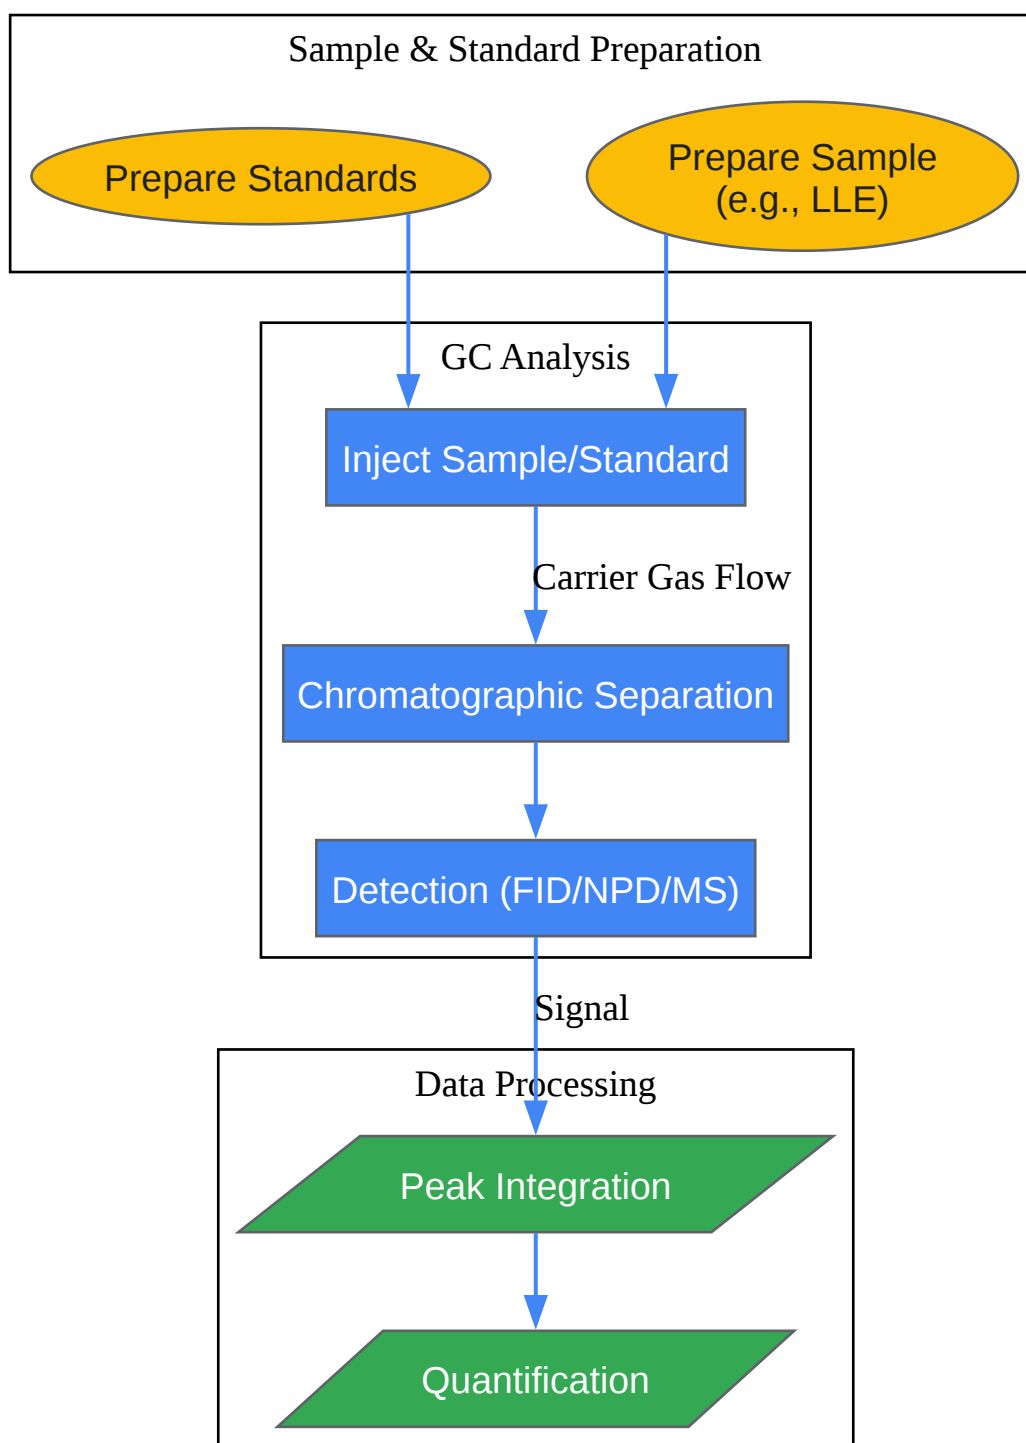 Sample & Standard Preparation
Prepare Standards
Prepare Sample
(e.g., LLE)
GC Analysis
Inject Sample/Standard
Carrier Gas Flow
Chromatographic Separation
Detection (FID/NPD/MS)
Signal
Data Processing
Peak Integration
Quantification